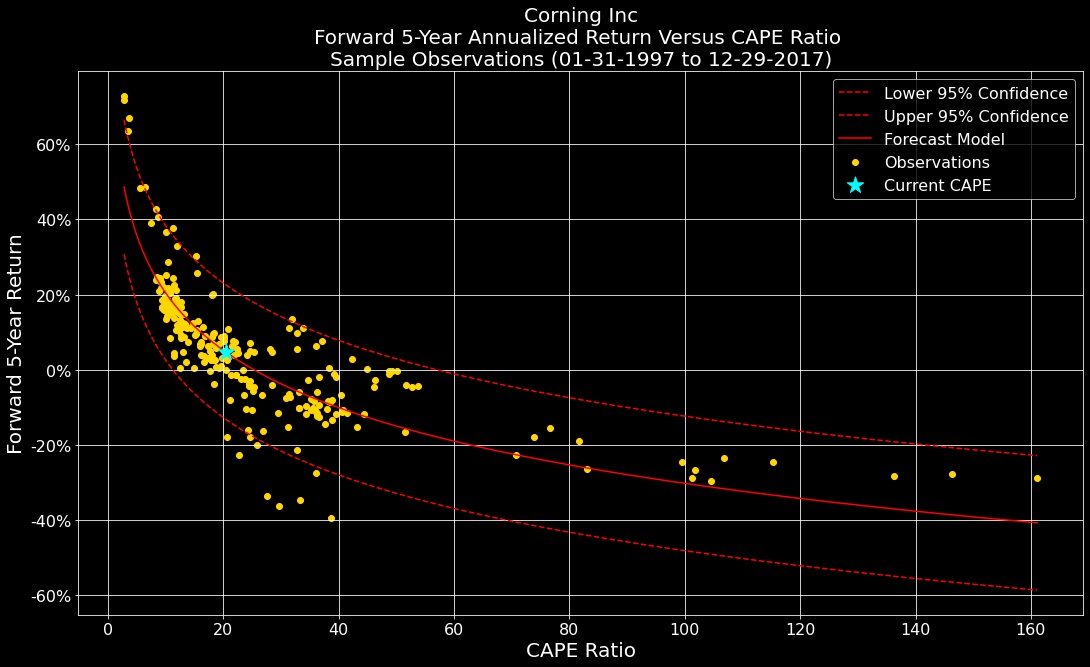 Corning Inc
Forward 5-Year Annualized Return Versus CAPE Ratio
Sample Observations (01-31-1997 to 12-29-2017)
Lower 95% Confidence
Upper 95% Confidence
Forecast Model
Observations
Current CAPE
Forward 5-Year Return
60%
40%
20%
0%
-20%
-40%
-60%
0 20 40 60 80 100 120 140 160
CAPE Ratio